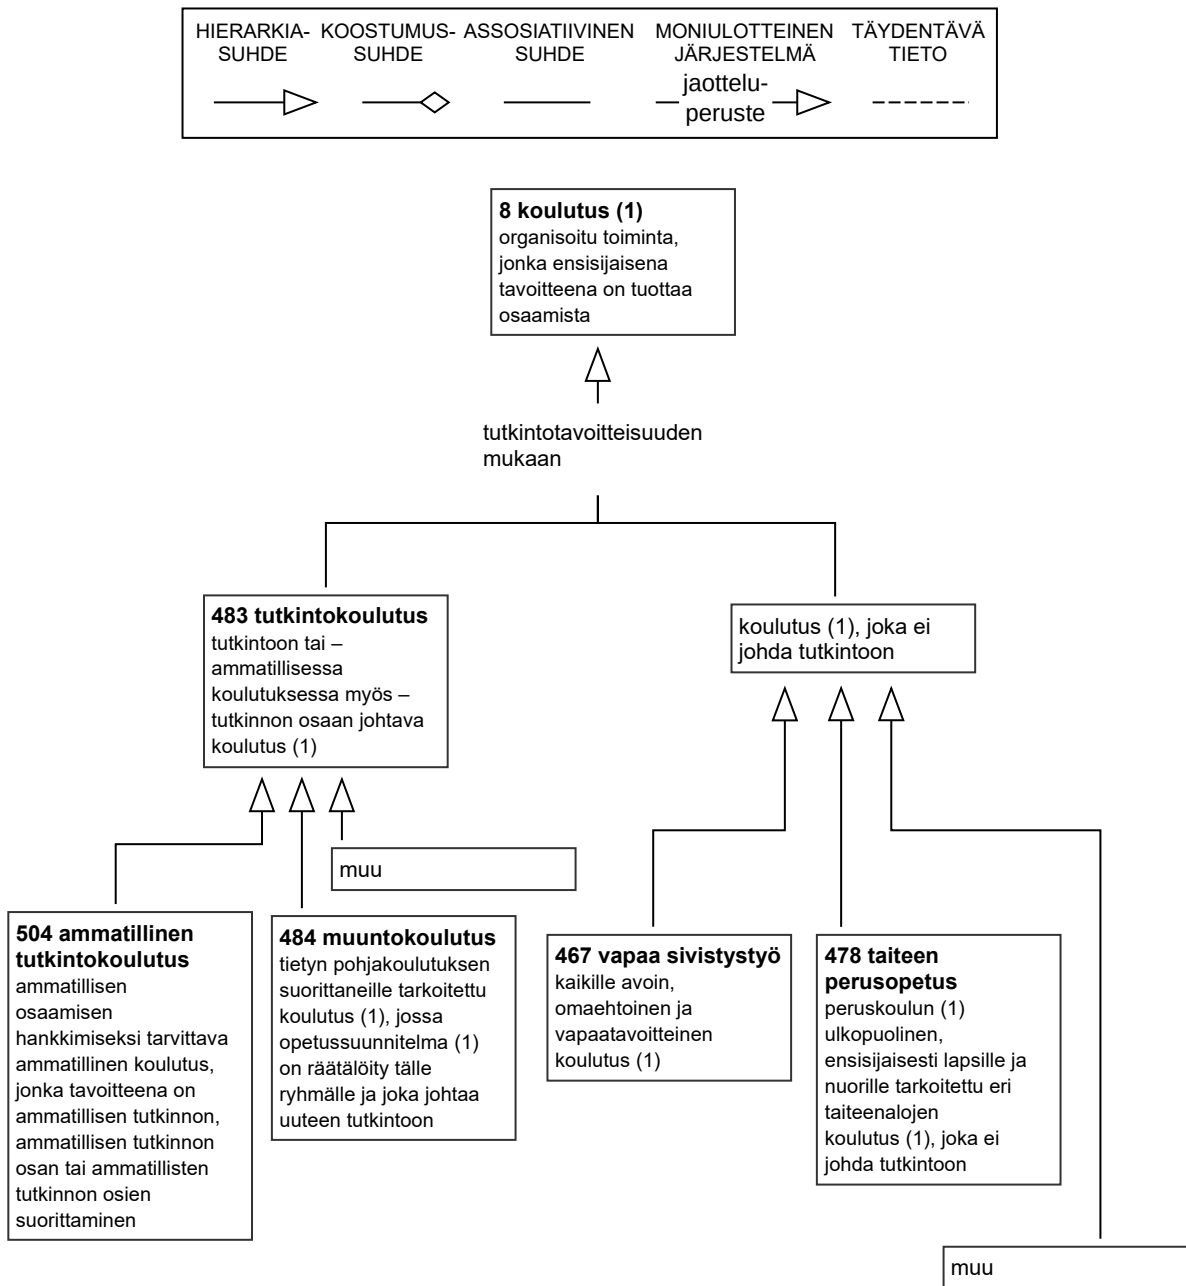 HIERARKIA-
SUHDE
KOOSTUMUS-
SUHDE
ASSOSIATIIVINEN
SUHDE
MONIULOTTEINEN
JÄRJESTELMÄ
jaottelu-
peruste
TÄYDENTÄVÄ
TIETO
8 koulutus (1)
organisoitu toiminta,
jonka ensisijaisena
tavoitteena on tuottaa
osaamista
tutkintotavoitteisuuden
mukaan
483 tutkintokoulutus
tutkintoon tai –
ammatillisessa
koulutuksessa myös –
tutkinnon osaan johtava
koulutus (1)
koulutus (1), joka ei
johda tutkintoon
muu
504 ammatillinen
tutkintokoulutus
ammatillisen
osaamisen
hankkimiseksi tarvittava
ammatillinen koulutus,
jonka tavoitteena on
ammatillisen tutkinnon,
ammatillisen tutkinnon
osan tai ammatillisten
tutkinnon osien
suorittaminen
484 muuntokoulutus
tietyn pohjakoulutuksen
suorittaneille tarkoitettu
koulutus (1), jossa
opetussuunnitelma (1)
on räätälöity tälle
ryhmälle ja joka johtaa
uuteen tutkintoon
467 vapaa sivistystyö
kaikille avoin,
omaehtoinen ja
vapaatavoitteinen
koulutus (1)
478 taiteen
perusopetus
peruskoulun (1)
ulkopuolinen,
ensisijaisesti lapsille ja
nuorille tarkoitettu eri
taiteenalojen
koulutus (1), joka ei
johda tutkintoon
muu